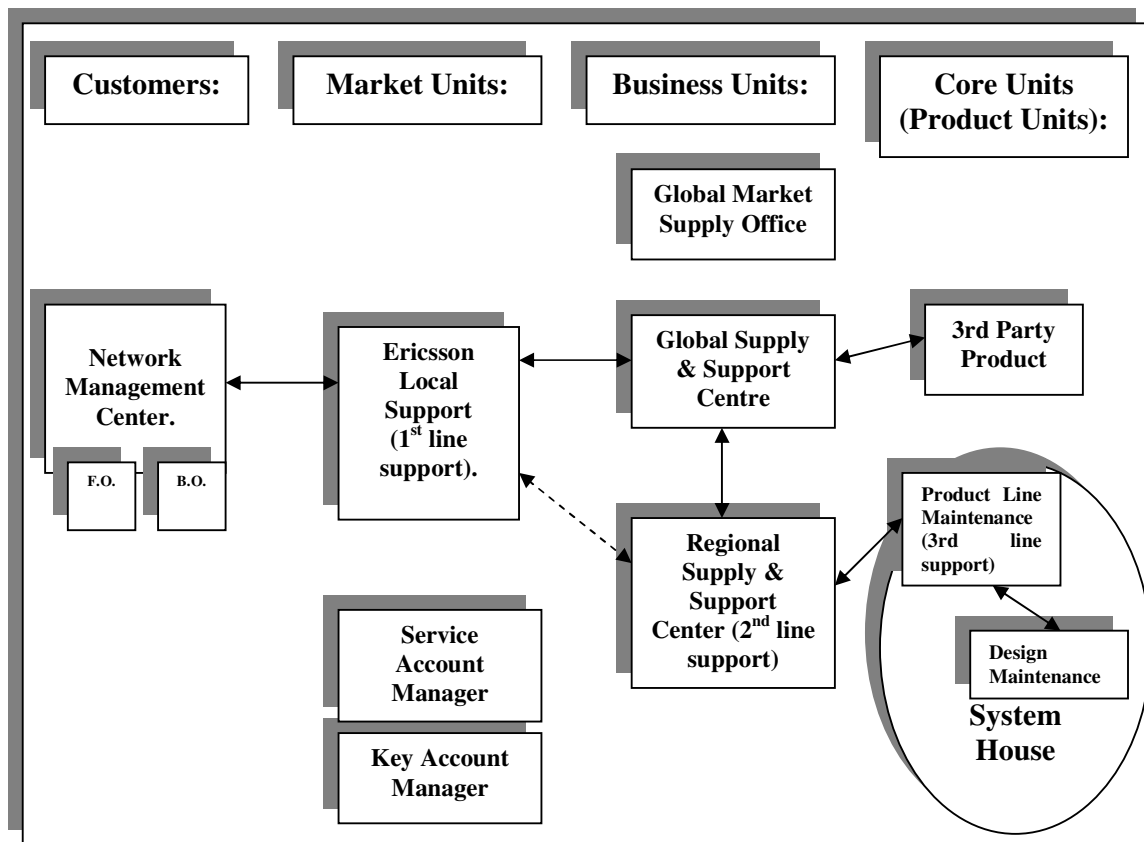 Customers:
Market Units:
Business Units:
Core Units
(Product Units):
Global Market
Supply Office
Network
Management
Center.
F.O.
B.O.
Ericsson
Local
Support
(1st line
support).
Global Supply
& Support
Centre
3rd Party
Product
Regional
Supply &
Support
Center (2nd line
support)
Product Line
Maintenance
(3rd line
support)
Design
Maintenance
System
House
Service
Account
Manager
Key Account
Manager